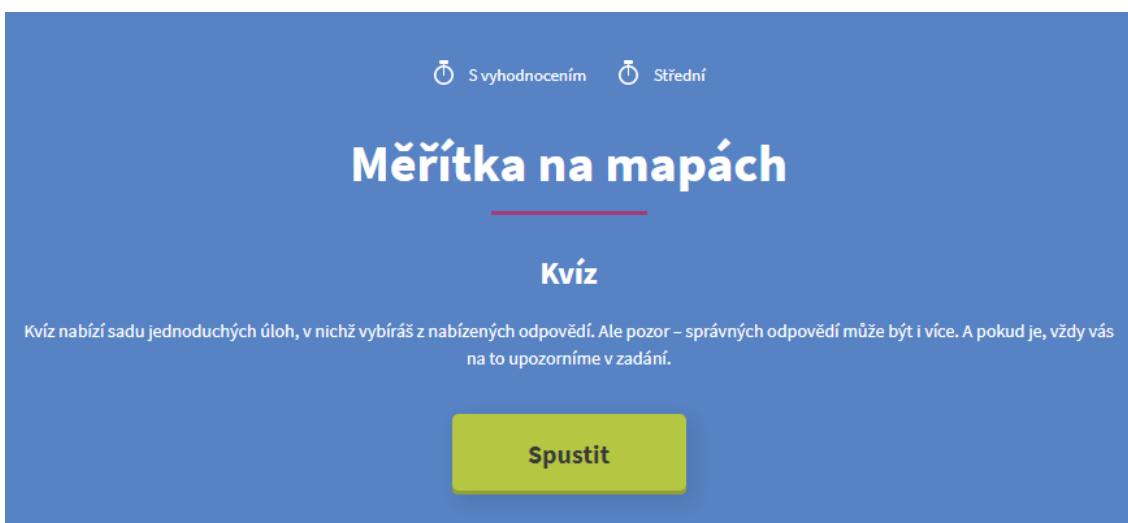 S vyhodnocením Střední
Měřítka na mapách
Kvíz
Kvíz nabízí sadu jednoduchých úloh, v nichž vybíráš z nabízených odpovědí. Ale pozor – správných odpovědí může být i více. A pokud je, vždy vás
na to upozorníme v zadání.
Spustit